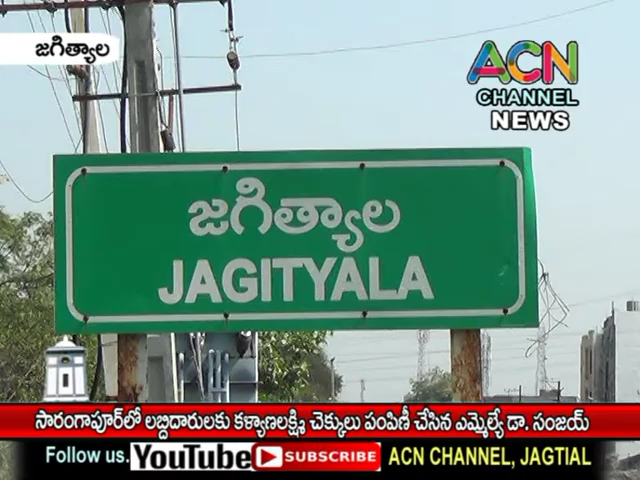 జగిత్యాల
ACN
CHANNEL
NEWS
జగిత్యాల
JAGITYALA
సారంగాపూర్‌లో లబ్దిదారులకు కళ్యాణలక్ష్మి చెక్కులు పంపిణీ చేసిన ఎమ్మెల్యే డా. సంజయ్
Follow us. YouTube SUBSCRIBE ACN CHANNEL, JAGTIAL